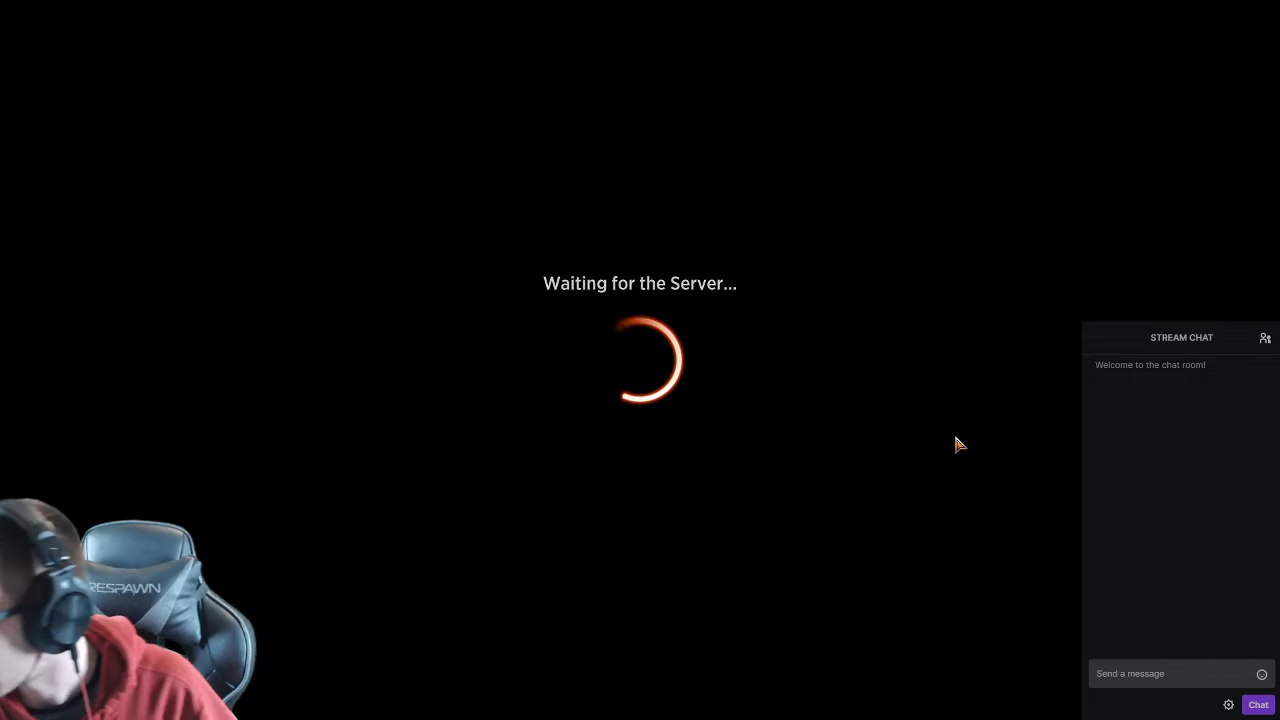 Waiting for the Server...
STREAM CHAT
Welcome to the chat room!
RESPAWN
Send a message
Chat